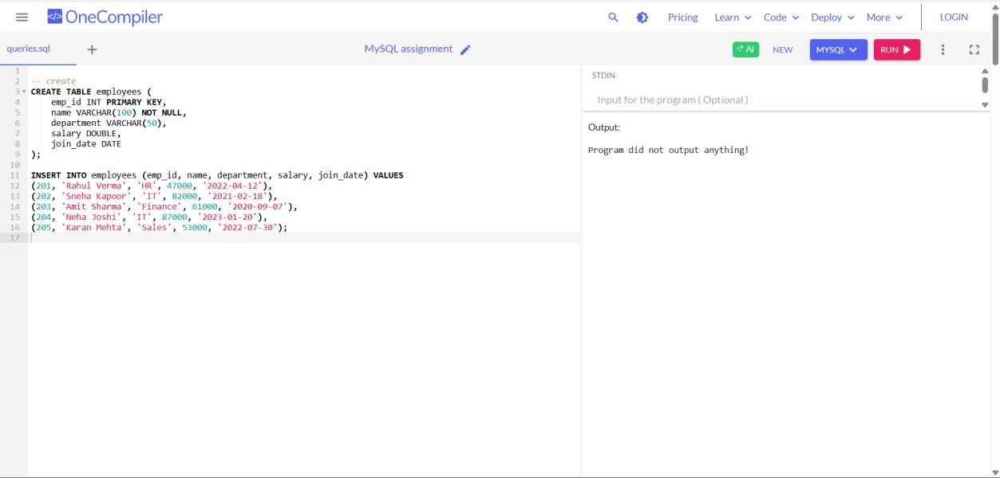 </> OneCompiler
Pricing Learn Code Deploy More LOGIN
queries.sql + MySQL assignment AI NEW MYSQL RUN
STDIN
Input for the program ( Optional )
Output:
Program did not output anything!
1
2 -- create
3 CREATE TABLE employees (
4     emp_id INT PRIMARY KEY,
5     name VARCHAR(100) NOT NULL,
6     department VARCHAR(50),
7     salary DOUBLE,
8     join_date DATE
9 );
10
11 INSERT INTO employees (emp_id, name, department, salary, join_date) VALUES
12 (201, 'Rahul Verma', 'HR', 47000, '2022-04-12'),
13 (202, 'Sneha Kapoor', 'IT', 82000, '2021-02-18'),
14 (203, 'Amit Sharma', 'Finance', 61000, '2020-09-07'),
15 (204, 'Neha Joshi', 'IT', 87000, '2023-01-20'),
16 (205, 'Karan Mehta', 'Sales', 53000, '2022-07-30');
17